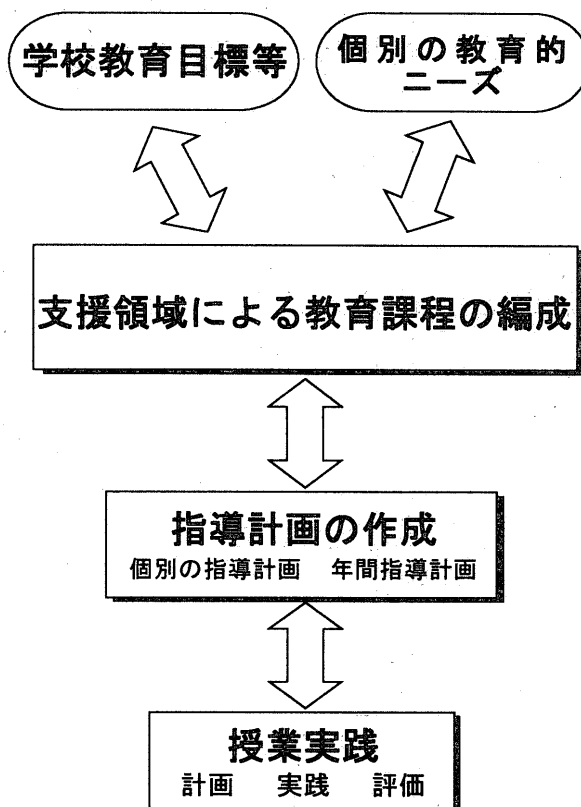 学校教育目標等
個別の教育的
ニーズ
支援領域による教育課程の編成
指導計画の作成
個別の指導計画　年間指導計画
授業実践
計画　実践　評価